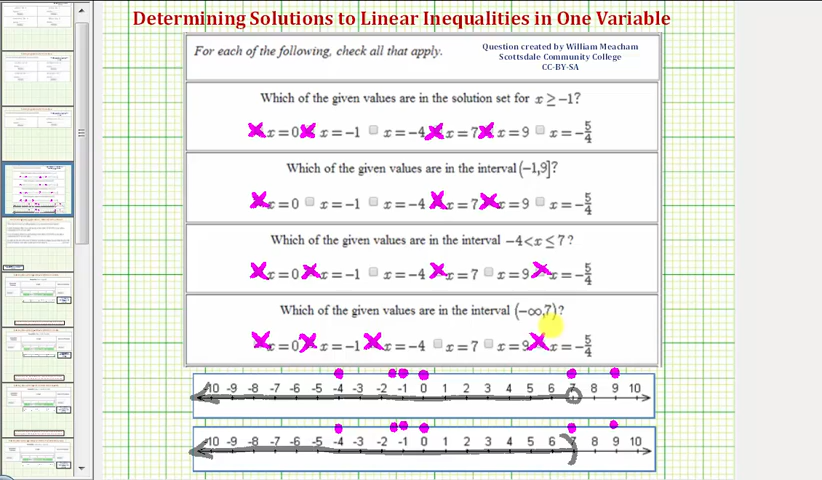 Determining Solutions to Linear Inequalities in One Variable
For each of the following, check all that apply.
Question created by William Meacham
Scottsdale Community College
CC-BY-SA
Which of the given values are in the solution set for x ≥ −1?
x = 0 x = −1 x = −4 x = 7 x = 9 x = −5/4
Which of the given values are in the interval (−1,9]?
x = 0 x = −1 x = −4 x = 7 x = 9 x = −5/4
Which of the given values are in the interval −4 < x ≤ 7?
x = 0 x = −1 x = −4 x = 7 x = 9 x = −5/4
Which of the given values are in the interval (−∞,7)?
x = 0 x = −1 x = −4 x = 7 x = 9 x = −5/4
-10 -9 -8 -7 -6 -5 -4 -3 -2 -1 0 1 2 3 4 5 6 7 8 9 10
-10 -9 -8 -7 -6 -5 -4 -3 -2 -1 0 1 2 3 4 5 6 7 8 9 10